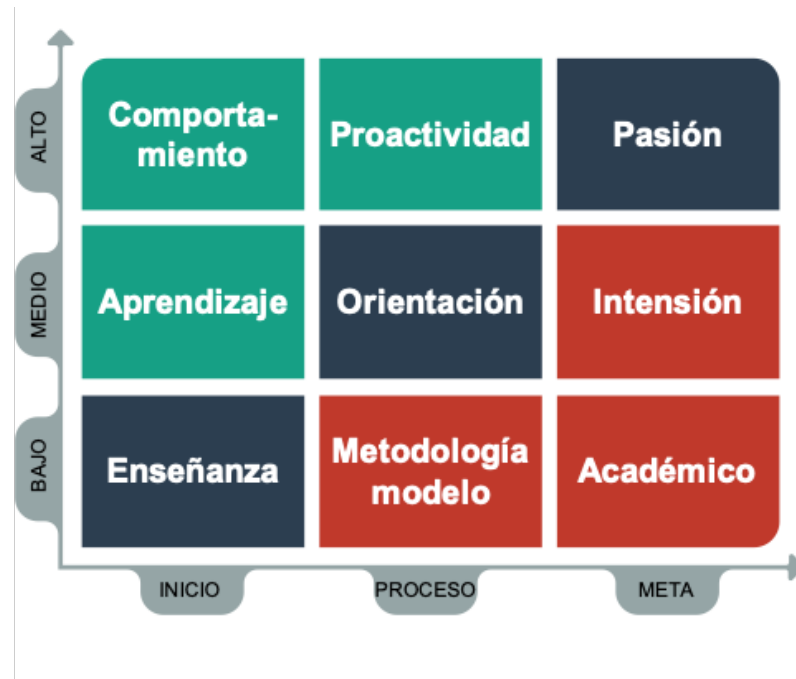 ALTO
Comporta-
miento
Proactividad
Pasión
MEDIO
Aprendizaje
Orientación
Intensión
BAJO
Enseñanza
Metodología
modelo
Académico
INICIO
PROCESO
META